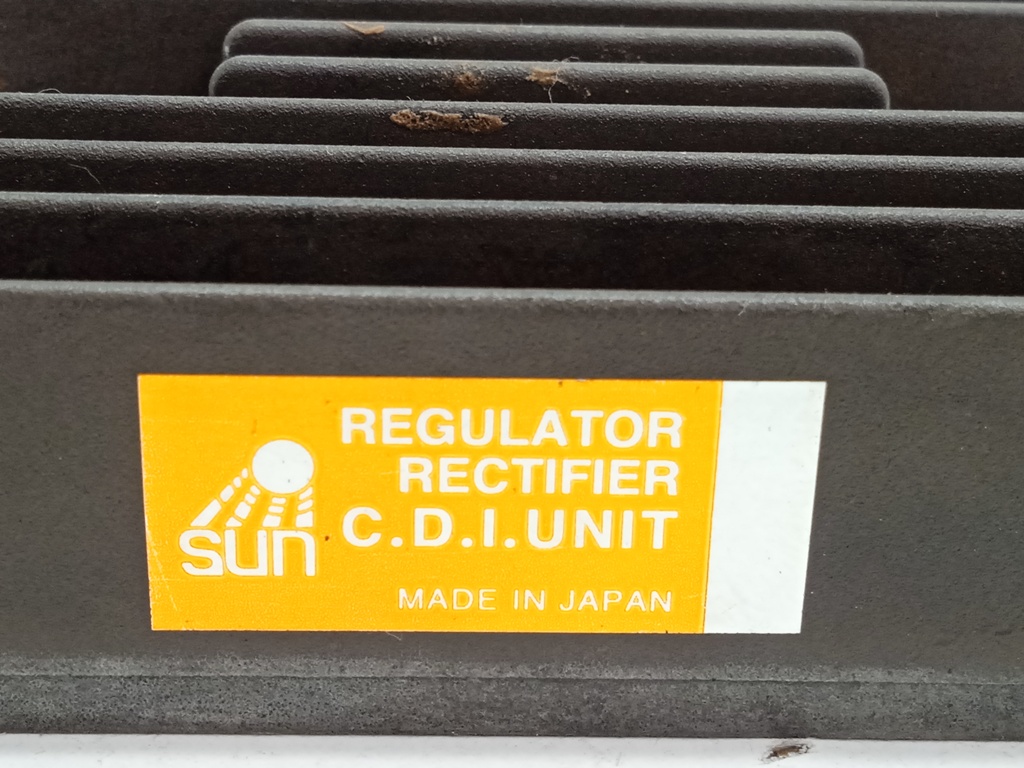 REGULATOR
RECTIFIER
C.D.I.UNIT
sun
MADE IN JAPAN